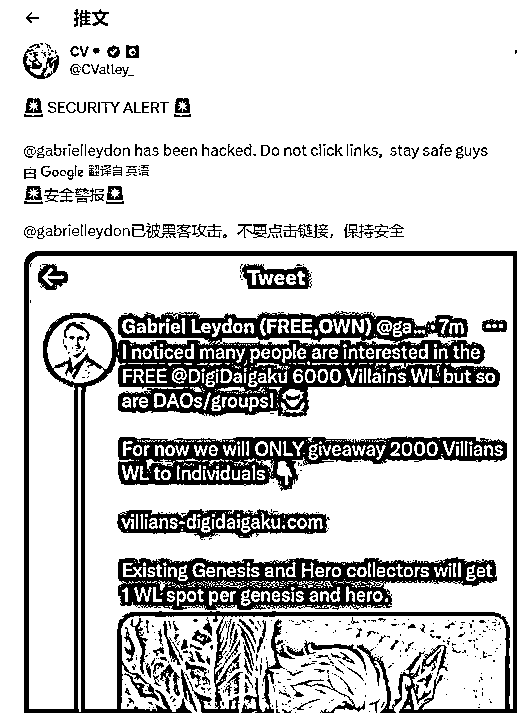 推文
CV
@CVatley_
SECURITY ALERT
@gabrielleydon has been hacked. Do not click links, stay safe guys
由 Google 翻译自 英语
安全警报
@gabrielleydon已被黑客攻击。不要点击链接，保持安全
Tweet
Gabriel Leydon (FREE,OWN) @ga... · 7m
I noticed many people are interested in the
FREE @DigiDaigaku 6000 Villains WL but so
are DAOs/groups!
For now we will ONLY giveaway 2000 Villians
WL to Individuals
villians-digidaigaku.com
Existing Genesis and Hero collectors will get
1 WL spot per genesis and hero.